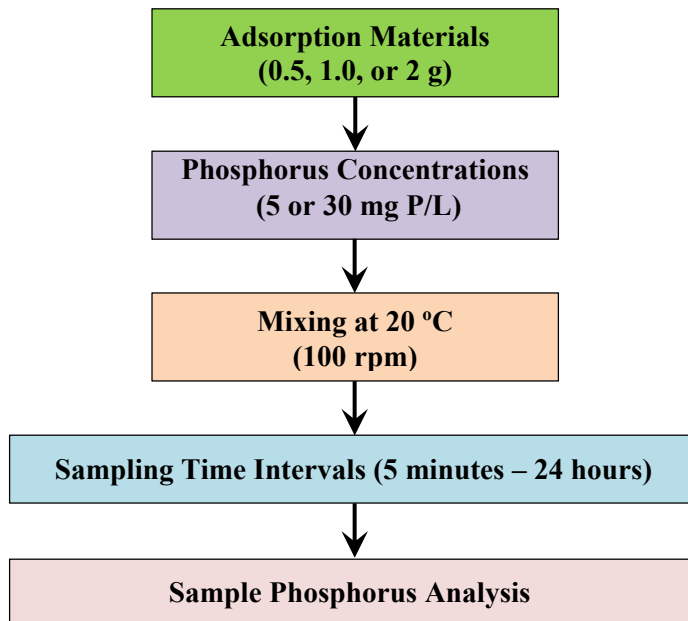 Adsorption Materials
(0.5, 1.0, or 2 g)
Phosphorus Concentrations
(5 or 30 mg P/L)
Mixing at 20 ºC
(100 rpm)
Sampling Time Intervals (5 minutes – 24 hours)
Sample Phosphorus Analysis